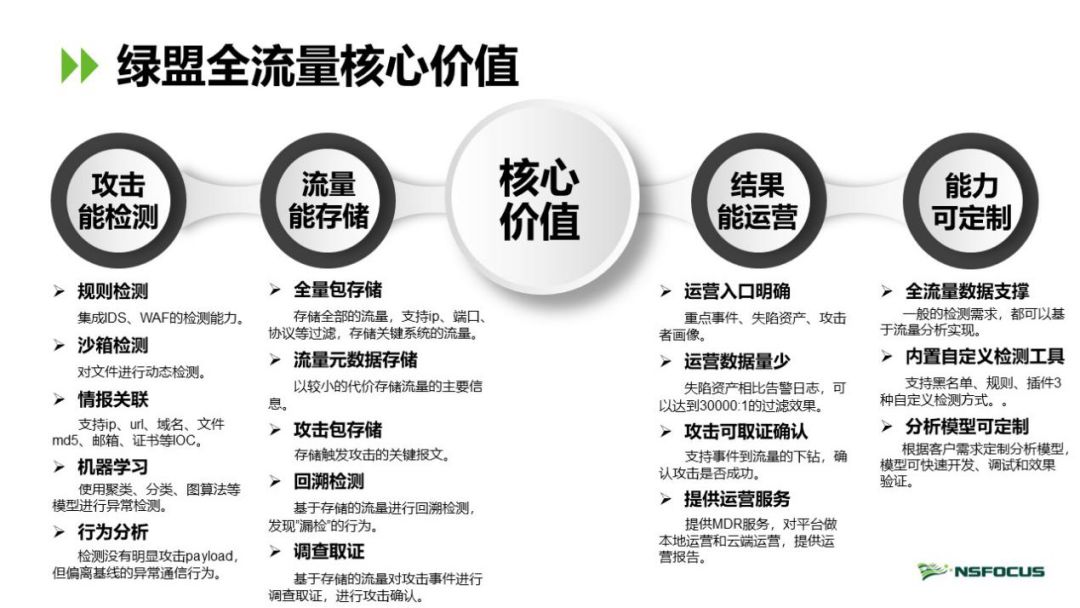 绿盟全流量核心价值
攻击
能检测
流量
能存储
核心
价值
结果
能运营
能力
可定制
➢ 规则检测
集成IDS、WAF的检测能力。
➢ 沙箱检测
对文件进行动态检测。
➢ 情报关联
支持ip、url、域名、文件
md5、邮箱、证书等IOC。
➢ 机器学习
使用聚类、分类、图算法等
模型进行异常检测。
➢ 行为分析
检测没有明显攻击payload,
但偏离基线的异常通信行为。
➢ 全量包存储
存储全部的流量，支持ip、端口、
协议等过滤，存储关键系统的流量。
➢ 流量元数据存储
以较小的代价存储流量的主要信
息。
➢ 攻击包存储
存储触发攻击的关键报文。
➢ 回溯检测
基于存储的流量进行回溯检测，
发现"漏检"的行为。
➢ 调查取证
基于存储的流量对攻击事件进行
调查取证，进行攻击确认。
➢ 运营入口明确
重点事件、失陷资产、攻击
者画像。
➢ 运营数据量少
失陷资产相比告警日志，可
以达到30000:1的过滤效果。
➢ 攻击可取证确认
支持事件到流量的下钻，确
认攻击是否成功。
➢ 提供运营服务
提供MDR服务，对平台做
本地运营和云端运营，提供运
营报告。
➢ 全流量数据支撑
一般的检测需求，都可以基
于流量分析实现。
➢ 内置自定义检测工具
支持黑名单、规则、插件3
种自定义检测方式。。
➢ 分析模型可定制
根据客户需求定制分析模型，
模型可快速开发、调试和效果
验证。
NSFOCUS